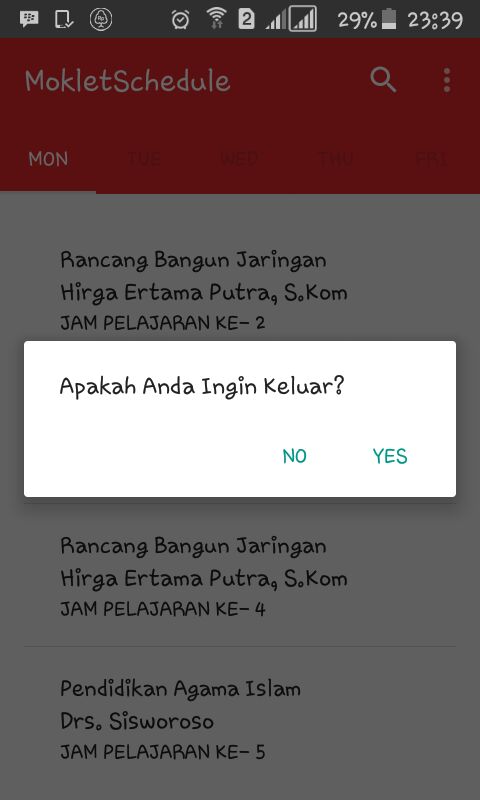 2 29% 23:39
MokletSchedule
MON TUE WED THU FRI
Rancang Bangun Jaringan
Hirga Ertama Putra, S.Kom
JAM PELAJARAN KE- 2
Apakah Anda Ingin Keluar?
NO YES
Rancang Bangun Jaringan
Hirga Ertama Putra, S.Kom
JAM PELAJARAN KE- 4
Pendidikan Agama Islam
Drs. Sisworoso
JAM PELAJARAN KE- 5